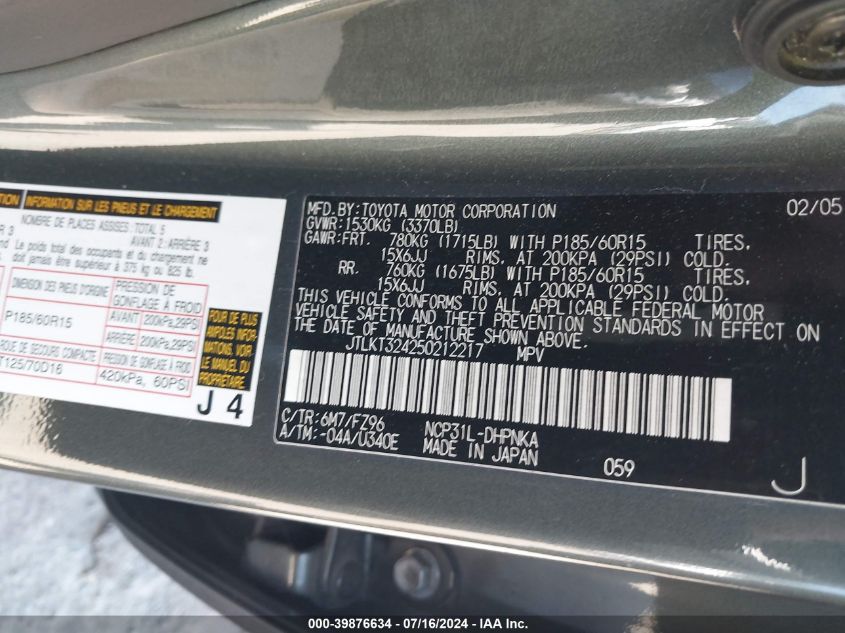 TION INFORMATION SUR LES PNEUS ET LE CHARGEMENT
R 3 NOMBRE DE PLACES ASSISES: TOTAL 5
AVANT 2: ARRIÈRE 3
Le poids total des occupants et du chargement ne
doit jamais être supérieur à 375 kg ou 825 lb.
DIMENSION DES PNEUS D'ORIGINE PRESSION DE
GONFLAGE À FROID
P185/60R15 AVANT 200kPa,29PSI
ARRIÈRE 200kPa,29PSI
ROUE DE SECOURS COMPACTE PRESSION DE GONFLAGE À FROID
T125/70D16 420kPa, 60PSI
POUR DE PLUS
AMPLES INFOR-
MATIONS,
MANUEL DU
PROPRIÉTAIRE
J 4
MFD.BY:TOYOTA MOTOR CORPORATION 02/05
GVWR:1530KG (3370LB)
GAWR:FRT. 780KG (1715LB) WITH P185/60R15 TIRES,
15X6JJ RIMS, AT 200KPA (29PSI) COLD.
RR. 760KG (1675LB) WITH P185/60R15 TIRES,
15X6JJ RIMS, AT 200KPA (29PSI) COLD.
THIS VEHICLE CONFORMS TO ALL APPLICABLE FEDERAL MOTOR
VEHICLE SAFETY AND THEFT PREVENTION STANDARDS IN EFFECT ON
THE DATE OF MANUFACTURE SHOWN ABOVE.
JTLKT324250212217 MPV
C/TR:6M7/FZ96 NCP31L-DHPNKA
A/TM:-04A/U340E MADE IN JAPAN
059 J
000-39876634 - 07/16/2024 - IAA Inc.